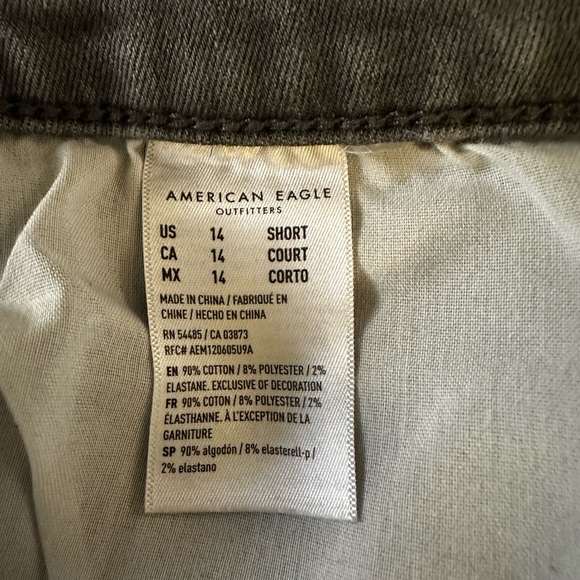 AMERICAN EAGLE
OUTFITTERS
US 14 SHORT
CA 14 COURT
MX 14 CORTO
MADE IN CHINA / FABRIQUÉ EN
CHINE / HECHO EN CHINA
RN 54485 / CA 03873
RFC# AEM120605U9A
EN 90% COTTON / 8% POLYESTER / 2%
ELASTANE. EXCLUSIVE OF DECORATION
FR 90% COTON / 8% POLYESTER / 2%
ÉLASTHANNE. À L'EXCEPTION DE LA
GARNITURE
SP 90% algodón / 8% elasterell-p /
2% elastano